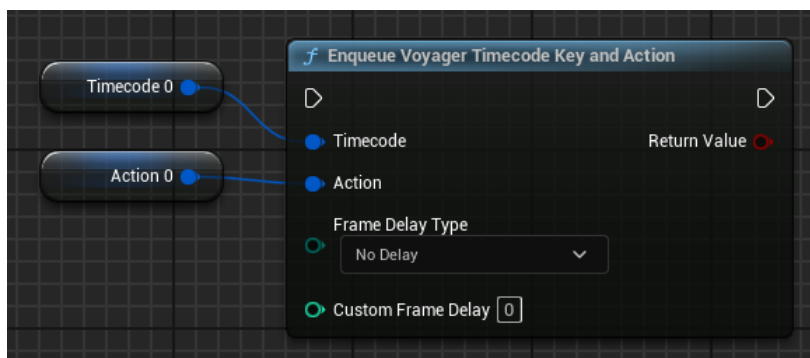 Enqueue Voyager Timecode Key and Action
Timecode 0
Timecode
Return Value
Action 0
Action
Frame Delay Type
No Delay
Custom Frame Delay 0